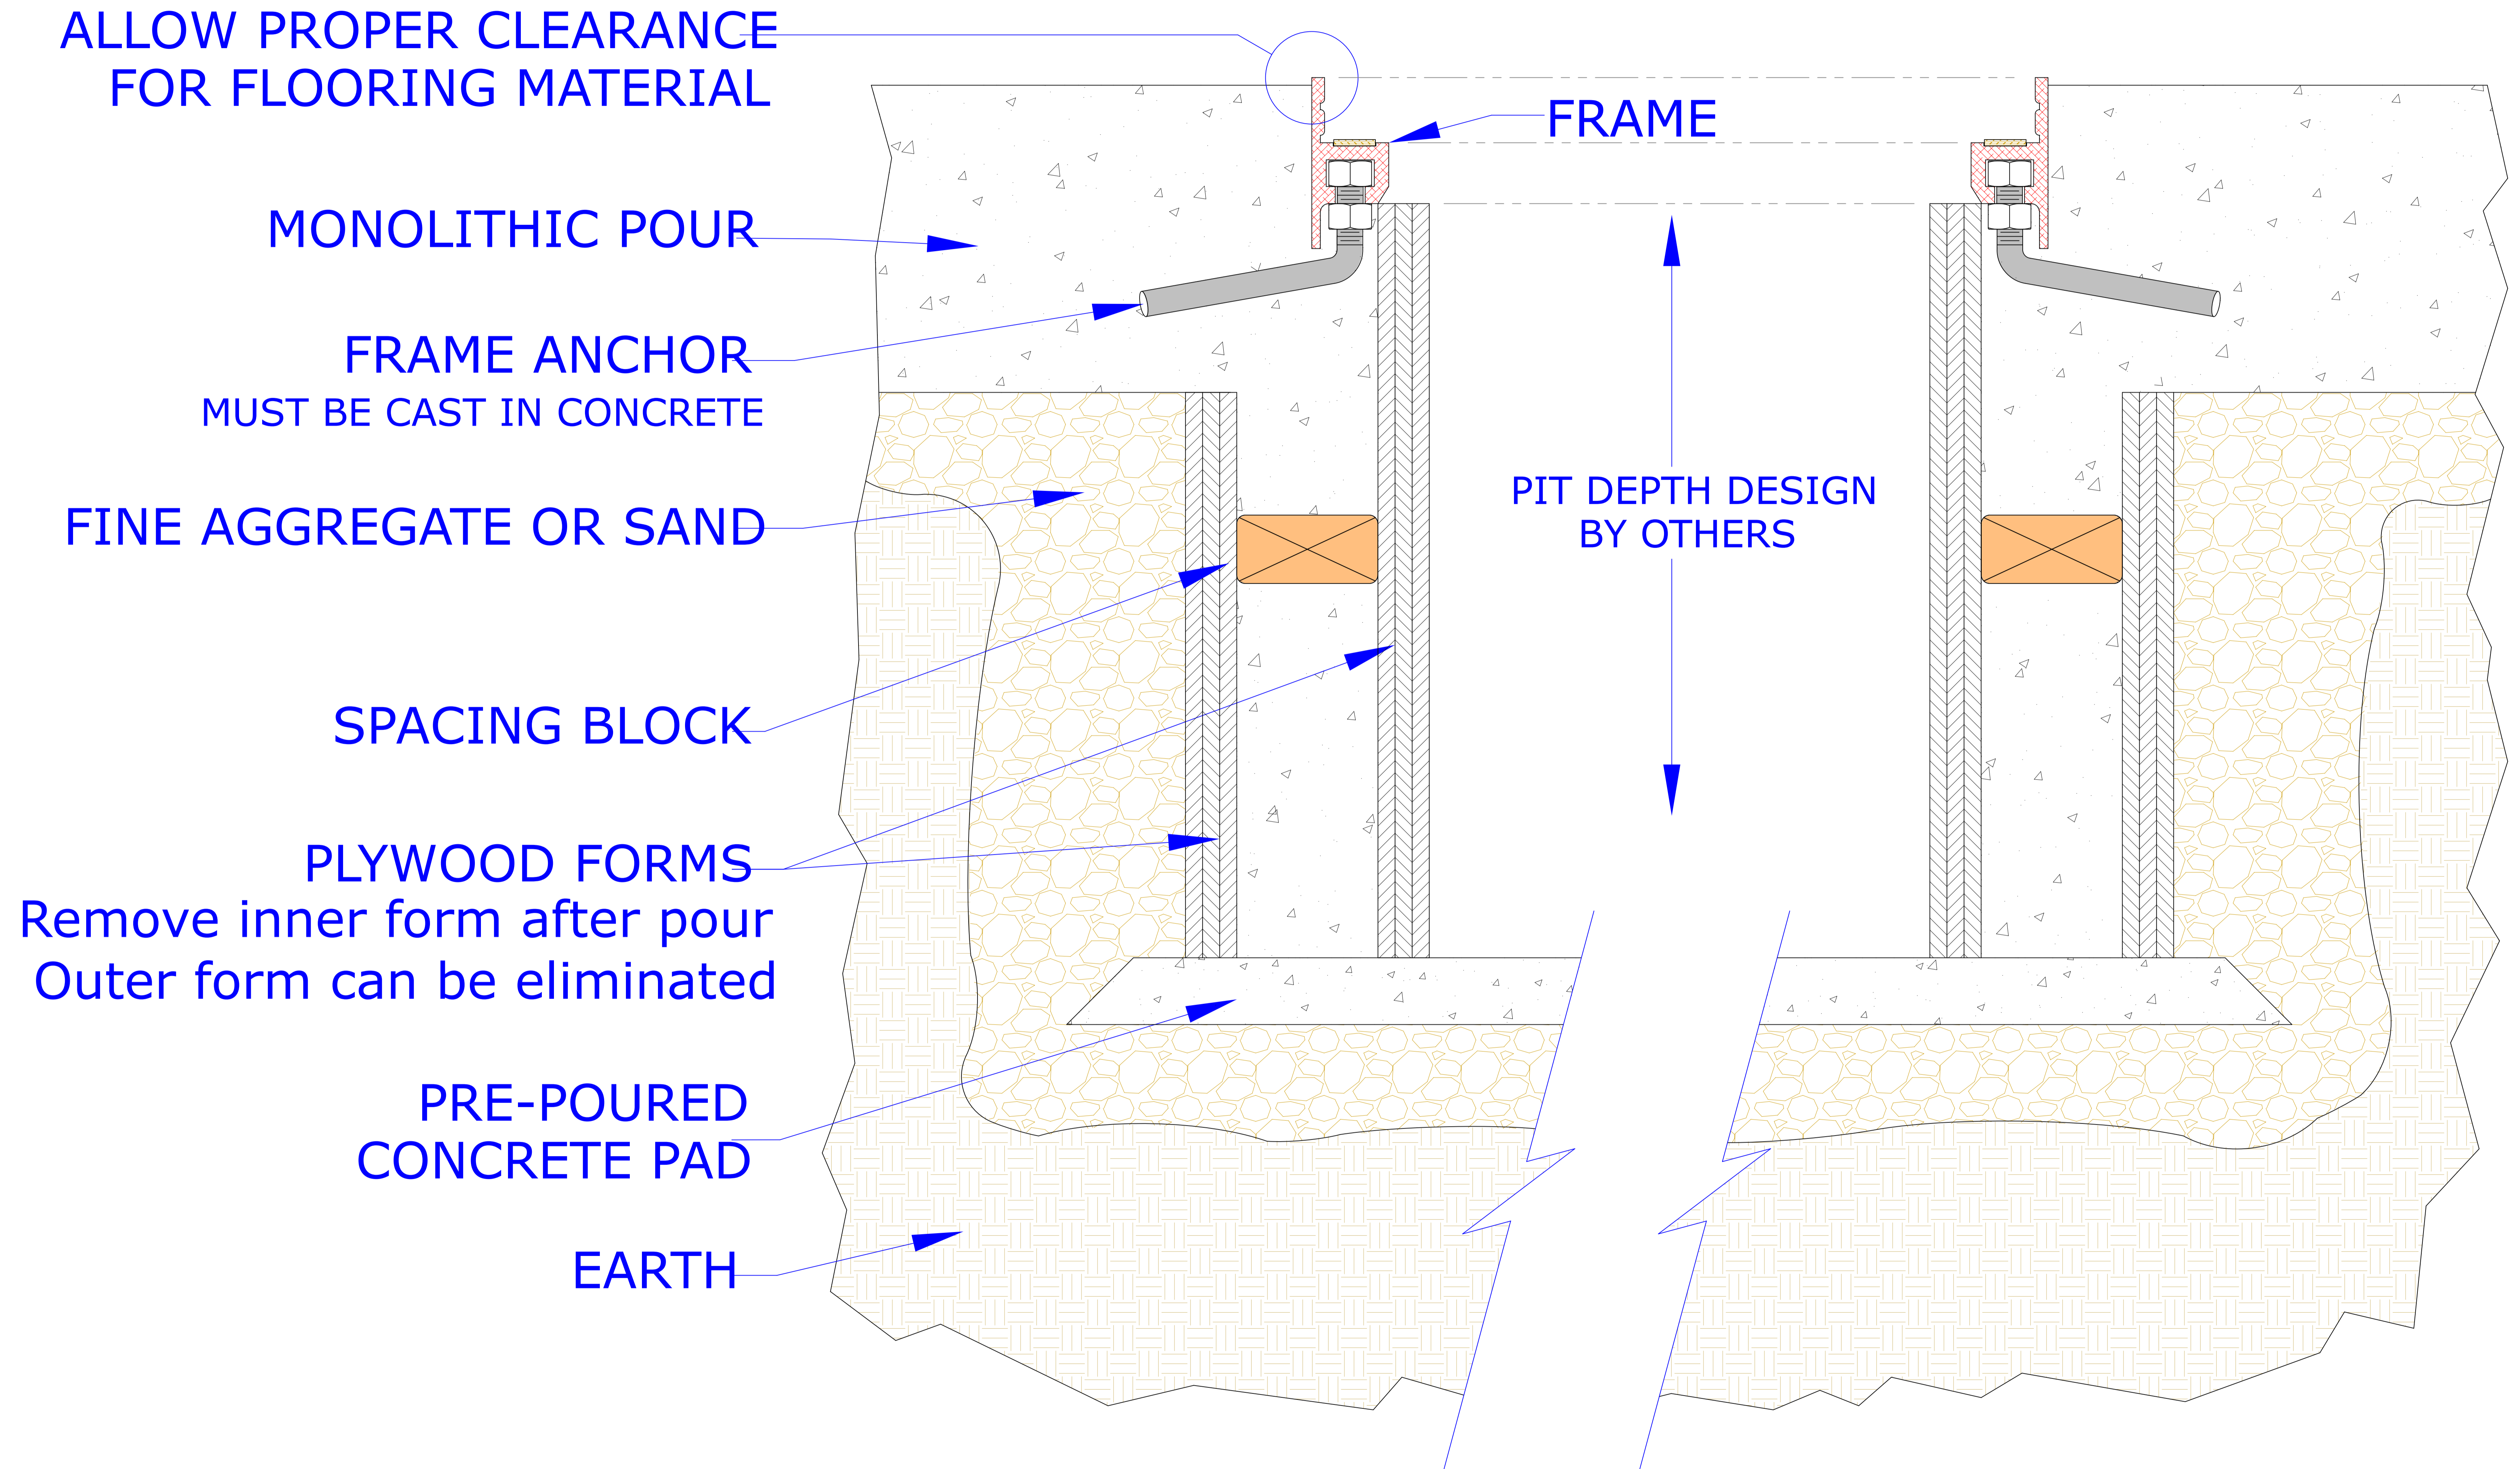 ALLOW PROPER CLEARANCE
FOR FLOORING MATERIAL
FRAME
MONOLITHIC POUR
FRAME ANCHOR
MUST BE CAST IN CONCRETE
FINE AGGREGATE OR SAND
PIT DEPTH DESIGN
BY OTHERS
SPACING BLOCK
PLYWOOD FORMS
Remove inner form after pour
Outer form can be eliminated
PRE-POURED
CONCRETE PAD
EARTH